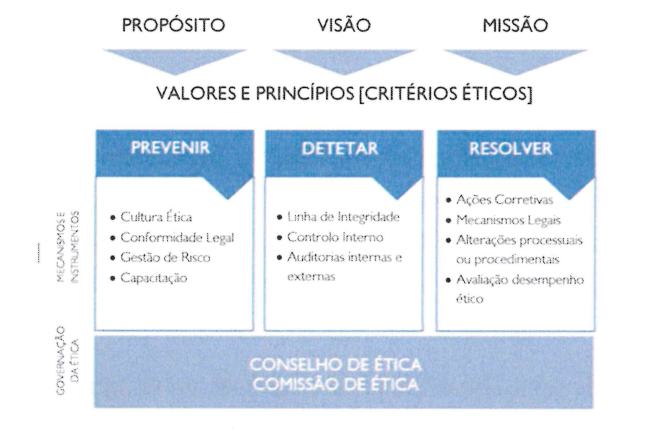 PROPÓSITO
VISÃO
MISSÃO
VALORES E PRINCÍPIOS [CRITÉRIOS ÉTICOS]
MECANISMOS E
INSTRUMENTOS
PREVENIR
• Cultura Ética
• Conformidade Legal
• Gestão de Risco
• Capacitação
DETETAR
• Linha de Integridade
• Controlo Interno
• Auditorias internas e
externas
RESOLVER
• Ações Corretivas
• Mecanismos Legais
• Alterações processuais
ou procedimentais
• Avaliação desempenho
ético
GOVERNAÇÃO
DA ÉTICA
CONSELHO DE ÉTICA
COMISSÃO DE ÉTICA